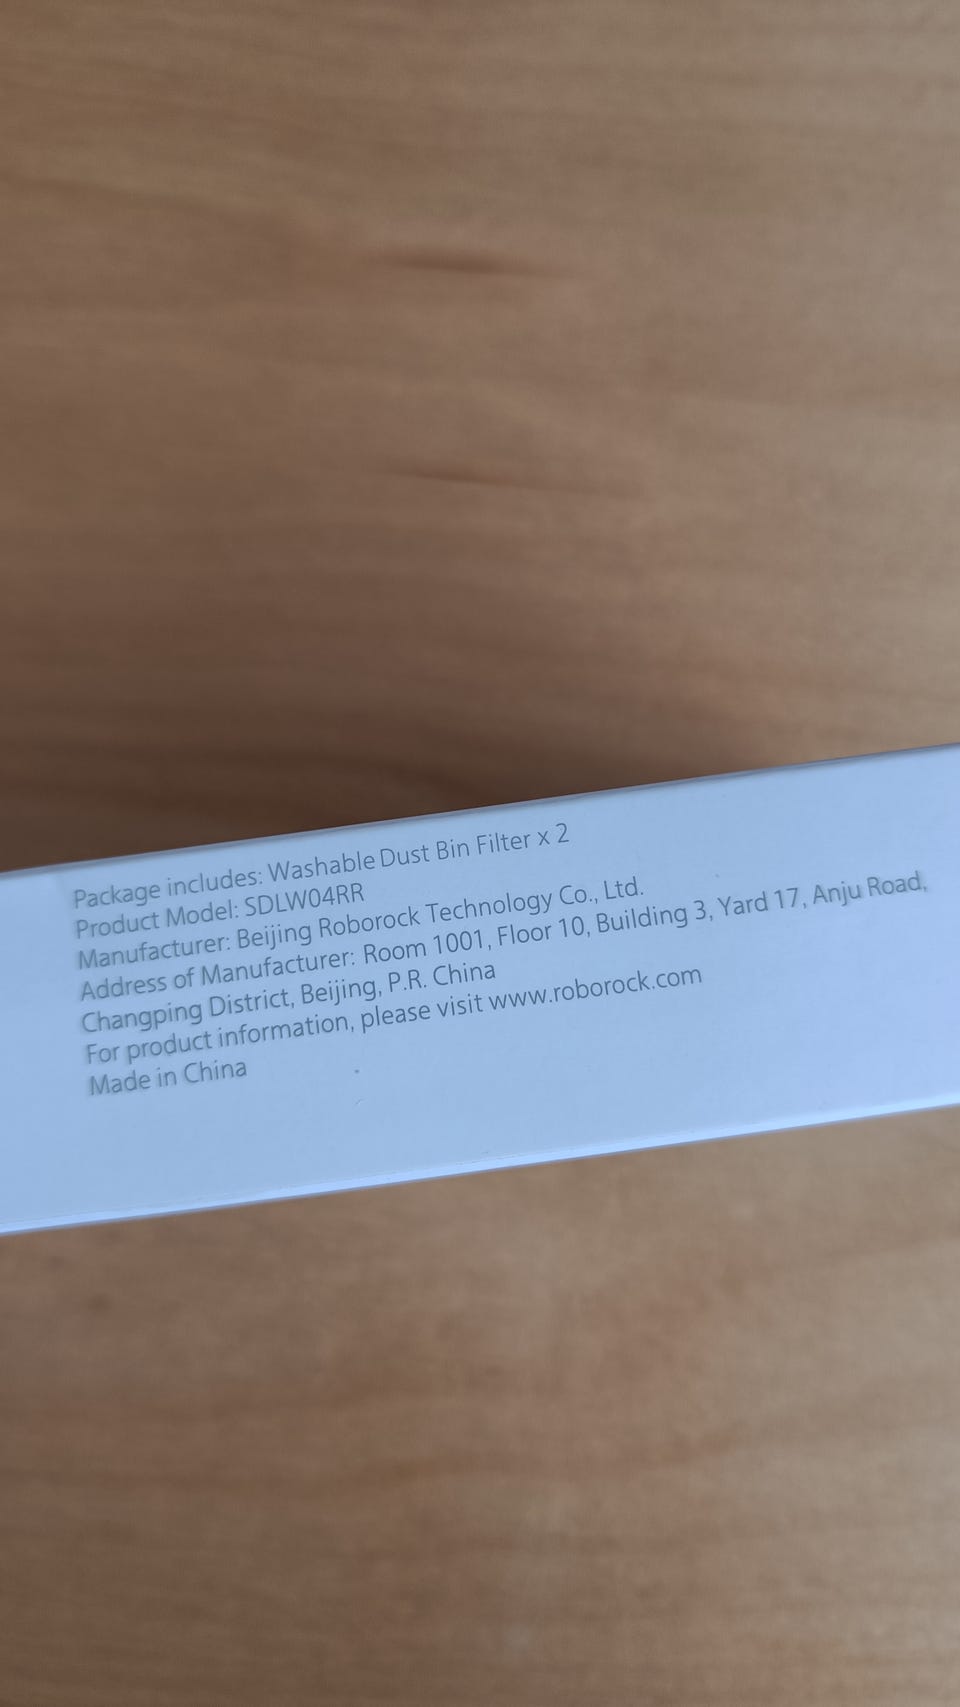 Package includes: Washable Dust Bin Filter x 2
Product Model: SDLW04RR
Manufacturer: Beijing Roborock Technology Co., Ltd.
Address of Manufacturer: Room 1001, Floor 10, Building 3, Yard 17, Anju Road,
Changping District, Beijing, P.R. China
For product information, please visit www.roborock.com
Made in China